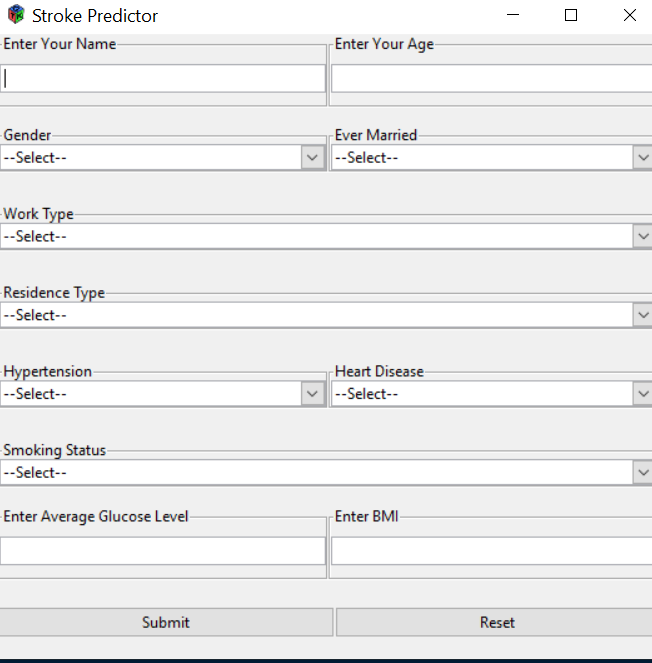 Stroke Predictor
Enter Your Name
Enter Your Age
Gender
Ever Married
--Select--
--Select--
Work Type
--Select--
Residence Type
--Select--
Hypertension
Heart Disease
--Select--
--Select--
Smoking Status
--Select--
Enter Average Glucose Level
Enter BMI
Submit
Reset